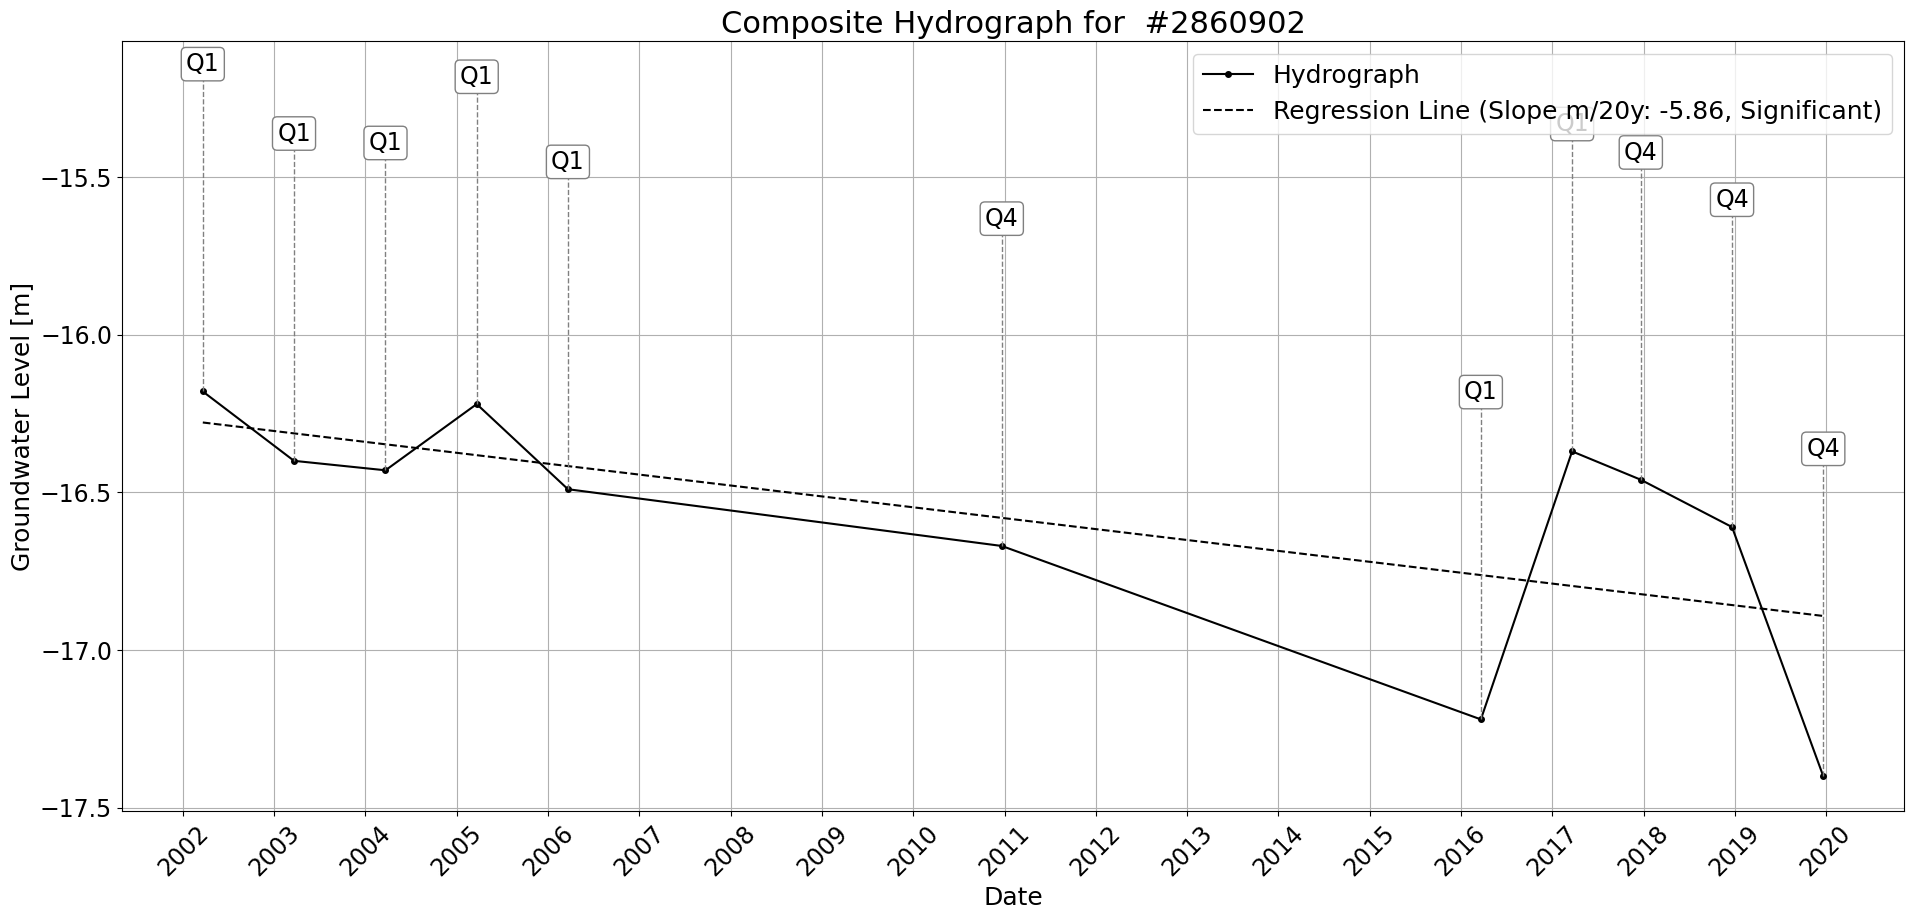 Composite Hydrograph for  #2860902
Hydrograph
Regression Line (Slope m/20y: -5.86, Significant)
Q1
Q1
Q1
Q1
Q1
Q4
Q1
Q1
Q4
Q4
Q4
Groundwater Level [m]
−15.5
−16.0
−16.5
−17.0
−17.5
2002
2003
2004
2005
2006
2007
2008
2009
2010
2011
2012
2013
2014
2015
2016
2017
2018
2019
2020
Date